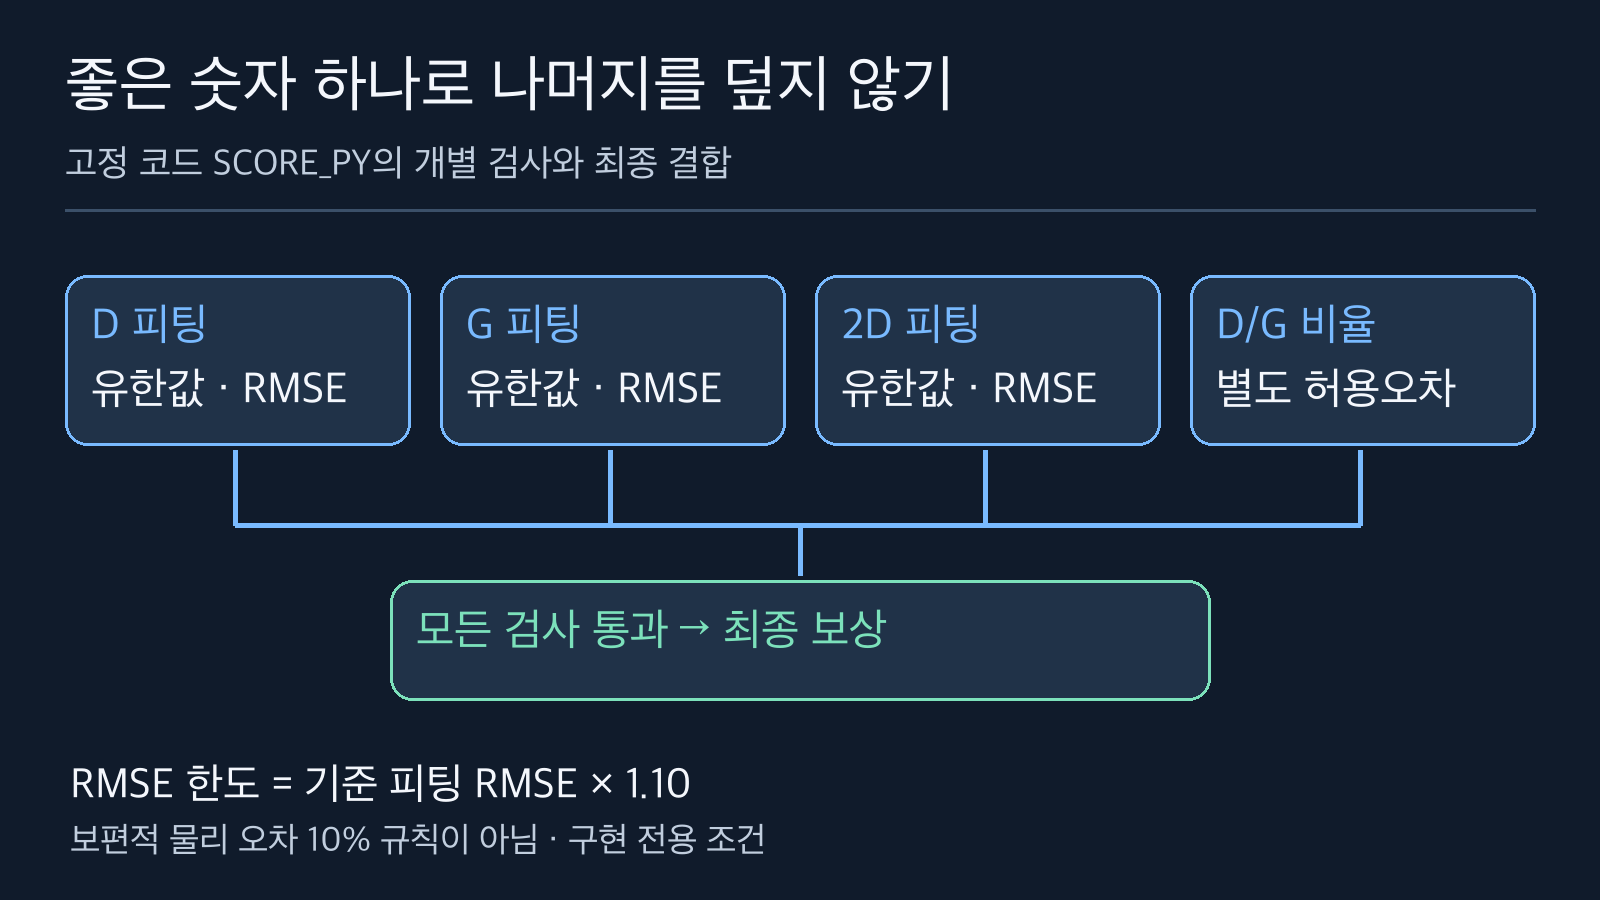 좋은 숫자 하나로 나머지를 덮지 않기
고정 코드 SCORE_PY의 개별 검사와 최종 결합
D 피팅
유한값 · RMSE
G 피팅
유한값 · RMSE
2D 피팅
유한값 · RMSE
D/G 비율
별도 허용오차
모든 검사 통과 → 최종 보상
RMSE 한도 = 기준 피팅 RMSE × 1.10
보편적 물리 오차 10% 규칙이 아님 · 구현 전용 조건